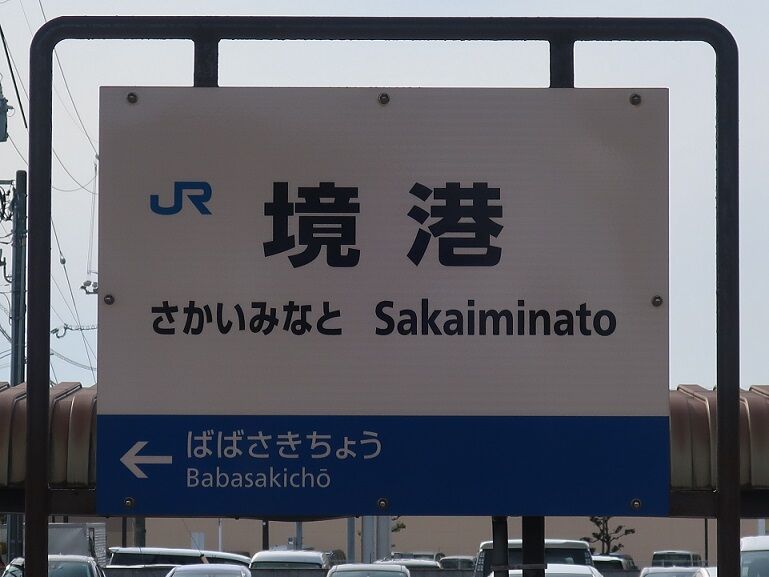 JR 境港
さかいみなと Sakaiminato
← ばばさきちょう
Babasakichō